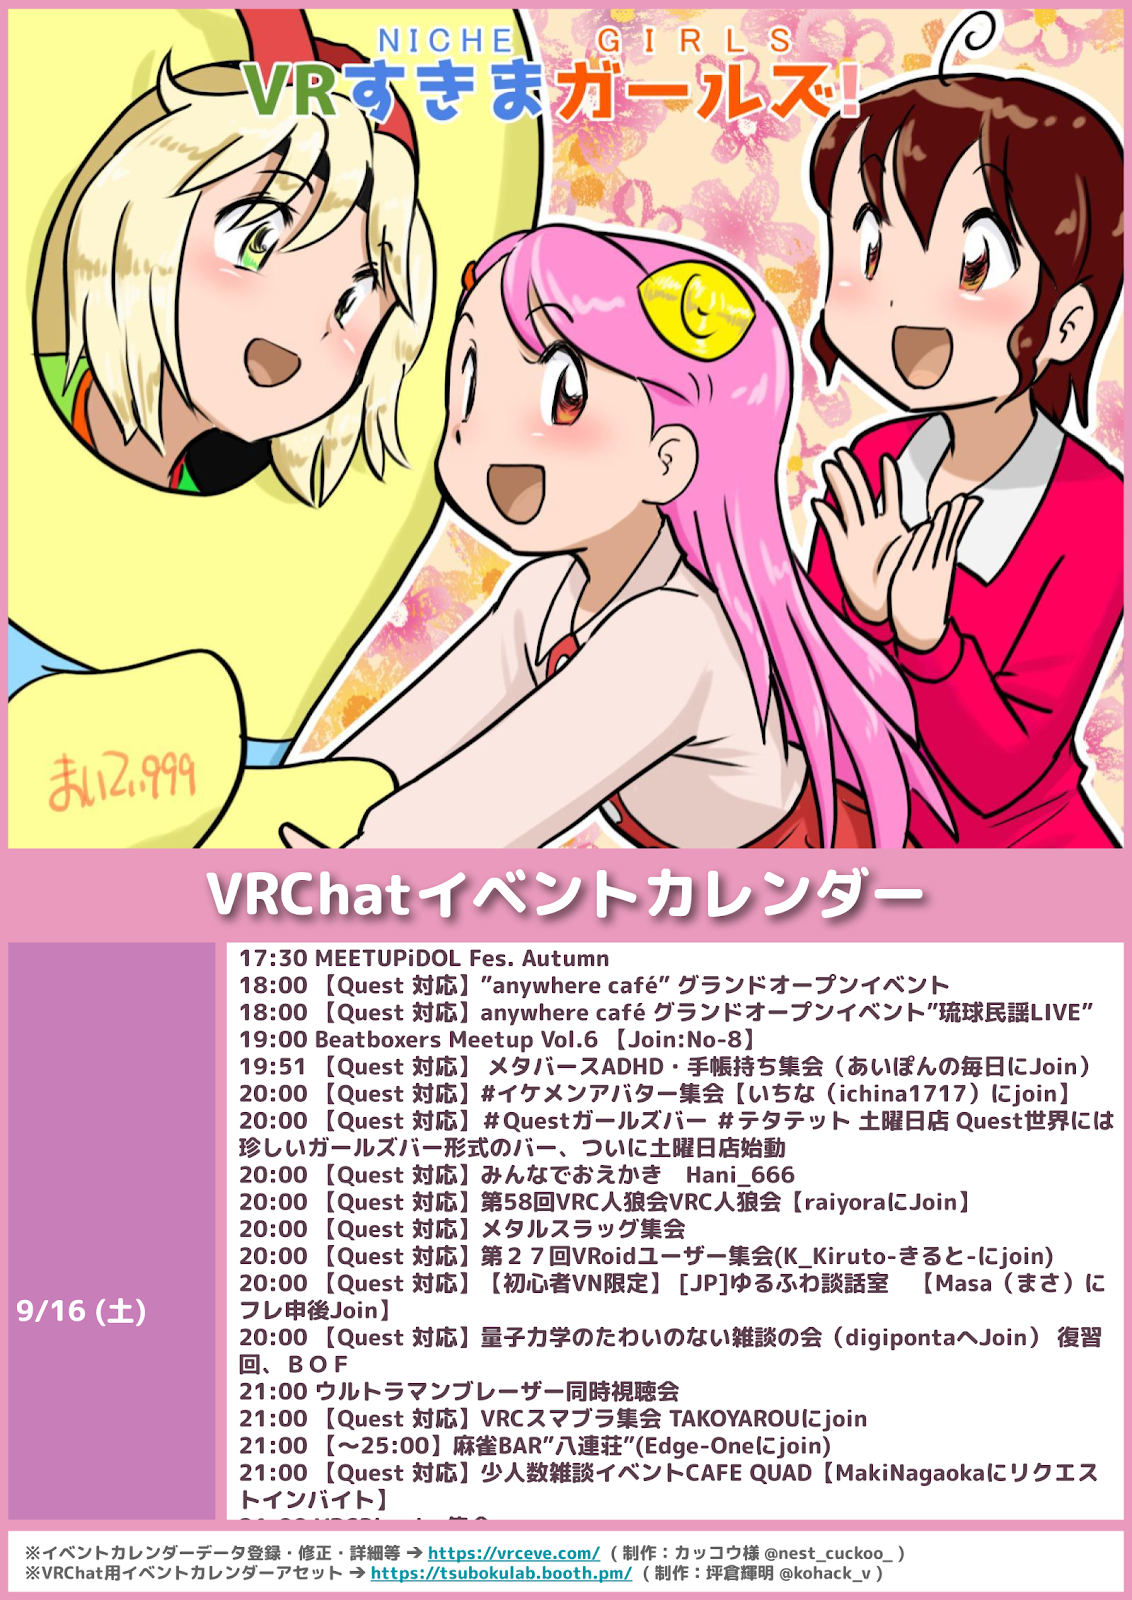 NICHE GIRLS
VRすきまガールズ!
まいてぃ999
VRChatイベントカレンダー
9/16 (土)
17:30 MEETUPiDOL Fes. Autumn
18:00 【Quest 対応】”anywhere café” グランドオープンイベント
18:00 【Quest 対応】anywhere café グランドオープンイベント”琉球民謡LIVE”
19:00 Beatboxers Meetup Vol.6 【Join:No-8】
19:51 【Quest 対応】 メタバースADHD・手帳持ち集会（あいぽんの毎日にJoin）
20:00 【Quest 対応】#イケメンアバター集会【いちな（ichina1717）にjoin】
20:00 【Quest 対応】＃Questガールズバー ＃テタテット 土曜日店 Quest世界には
珍しいガールズバー形式のバー、ついに土曜日店始動
20:00 【Quest 対応】みんなでおえかき　Hani_666
20:00 【Quest 対応】第58回VRC人狼会VRC人狼会【raiyoraにJoin】
20:00 【Quest 対応】メタルスラッグ集会
20:00 【Quest 対応】第２７回VRoidユーザー集会(K_Kiruto-きると-にjoin)
20:00 【Quest 対応】【初心者VN限定】 [JP]ゆるふわ談話室　【Masa（まさ）に
フレ申後Join】
20:00 【Quest 対応】量子力学のたわいのない雑談の会（digipontaへJoin） 復習
回、ＢＯＦ
21:00 ウルトラマンブレーザー同時視聴会
21:00 【Quest 対応】VRCスマブラ集会 TAKOYAROUにjoin
21:00 【～25:00】麻雀BAR”八連荘”(Edge-Oneにjoin)
21:00 【Quest 対応】少人数雑談イベントCAFE QUAD【MakiNagaokaにリクエス
トインバイト】
※イベントカレンダーデータ登録・修正・詳細等 ➔ https://vrceve.com/ ( 制作：カッコウ様 @nest_cuckoo_ )
※VRChat用イベントカレンダーアセット ➔ https://tsubokulab.booth.pm/ ( 制作：坪倉輝明 @kohack_v )